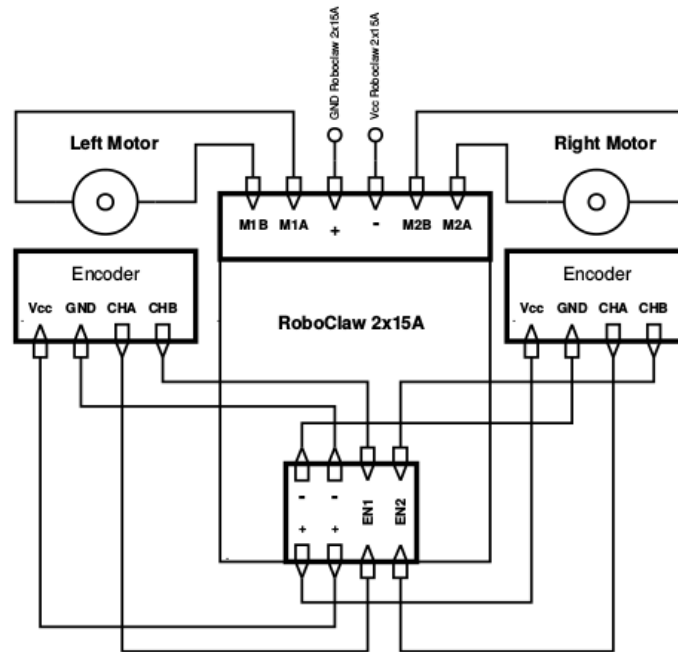 GND Roboclaw 2x15A
Vcc Roboclaw 2x15A
Left Motor
Right Motor
M1B M1A + - M2B M2A
Encoder
Vcc GND CHA CHB
RoboClaw 2x15A
Encoder
Vcc GND CHA CHB
- - EN1 EN2
+ +